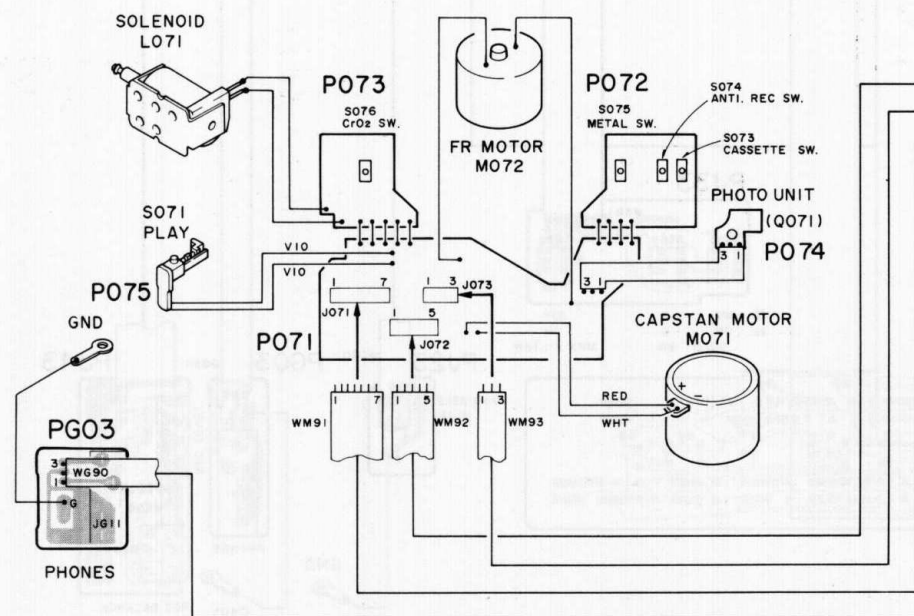 SOLENOID
L071
P073
S076
CrO2 SW.
FR MOTOR
M072
P072
S075
METAL SW.
S074
ANTI. REC SW.
S073
CASSETTE SW.
PHOTO UNIT
(Q071)
3 1
P074
S071
PLAY
P075
VIO
VIO
3 1
1 7
J071
1 3
J073
1 5
J072
P071
CAPSTAN MOTOR
M071
+
-
RED
WHT
GND
1 7
WM91
1 5
WM92
1 3
WM93
PG03
3
1
WG90
G
JG11
PHONES